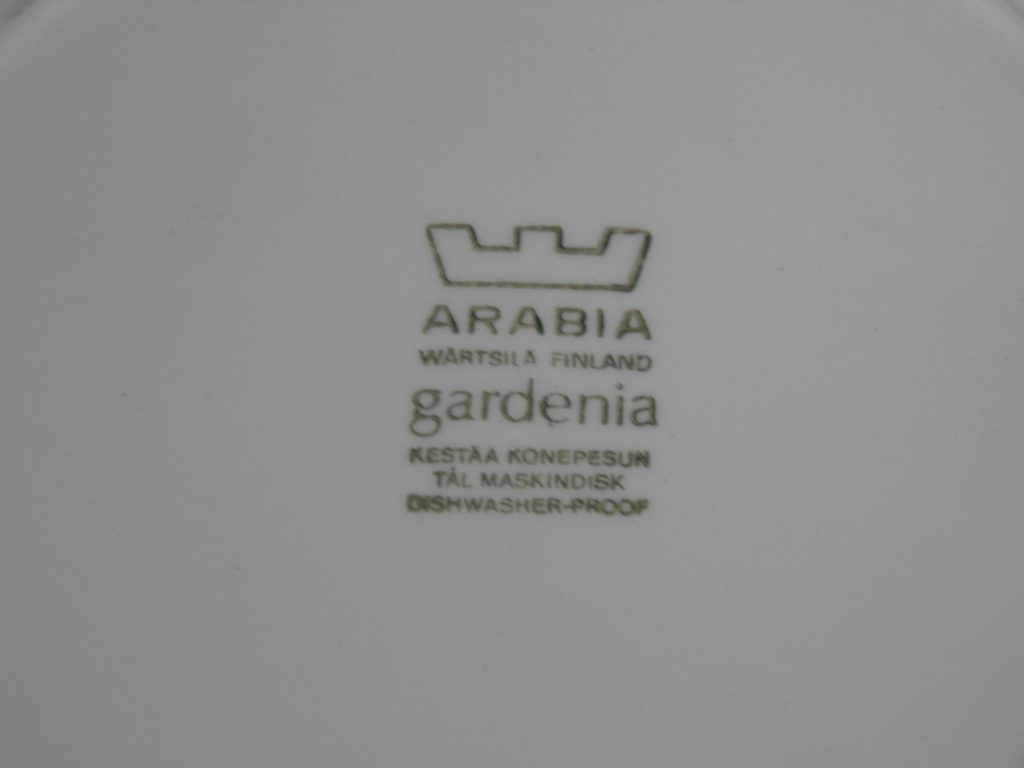 ARABIA
WÄRTSILÄ FINLAND
gardenia
KESTÄÄ KONEPESUN
TÅL MASKINDISK
DISHWASHER-PROOF